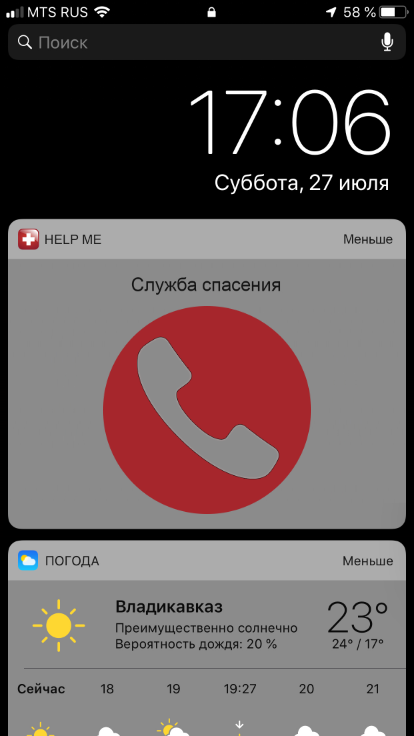 MTS RUS 58 %
Поиск
17:06
Суббота, 27 июля
HELP ME Меньше
Служба спасения
ПОГОДА Меньше
Владикавказ 23°
Преимущественно солнечно
Вероятность дождя: 20 % 24° / 17°
Сейчас 18 19 19:27 20 21